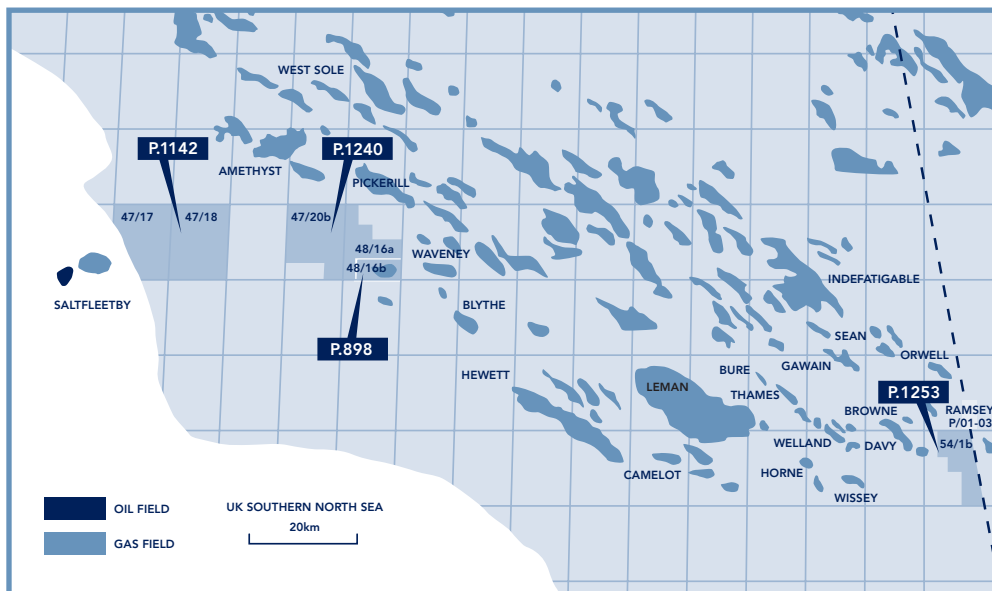 WEST SOLE
P.1142
P.1240
AMETHYST
PICKERILL
47/17
47/18
47/20b
48/16a
WAVENEY
48/16b
INDEFATIGABLE
SALTFLEETBY
BLYTHE
SEAN
P.898
ORWELL
GAWAIN
BURE
HEWETT
LEMAN
THAMES
P.1253
BROWNE
RAMSEY
P/01-03
WELLAND
DAVY
54/1b
CAMELOT
HORNE
WISSEY
OIL FIELD
UK SOUTHERN NORTH SEA
20km
GAS FIELD